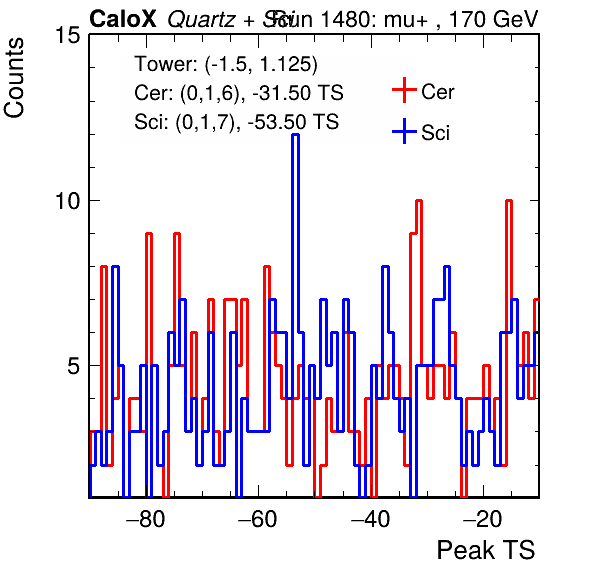 CaloX Quartz + Sci Run 1480: mu+ , 170 GeV
Counts
15
10
5
Tower: (-1.5, 1.125)
Cer: (0,1,6), -31.50 TS
Sci: (0,1,7), -53.50 TS
Cer
Sci
−80 −60 −40 −20
Peak TS